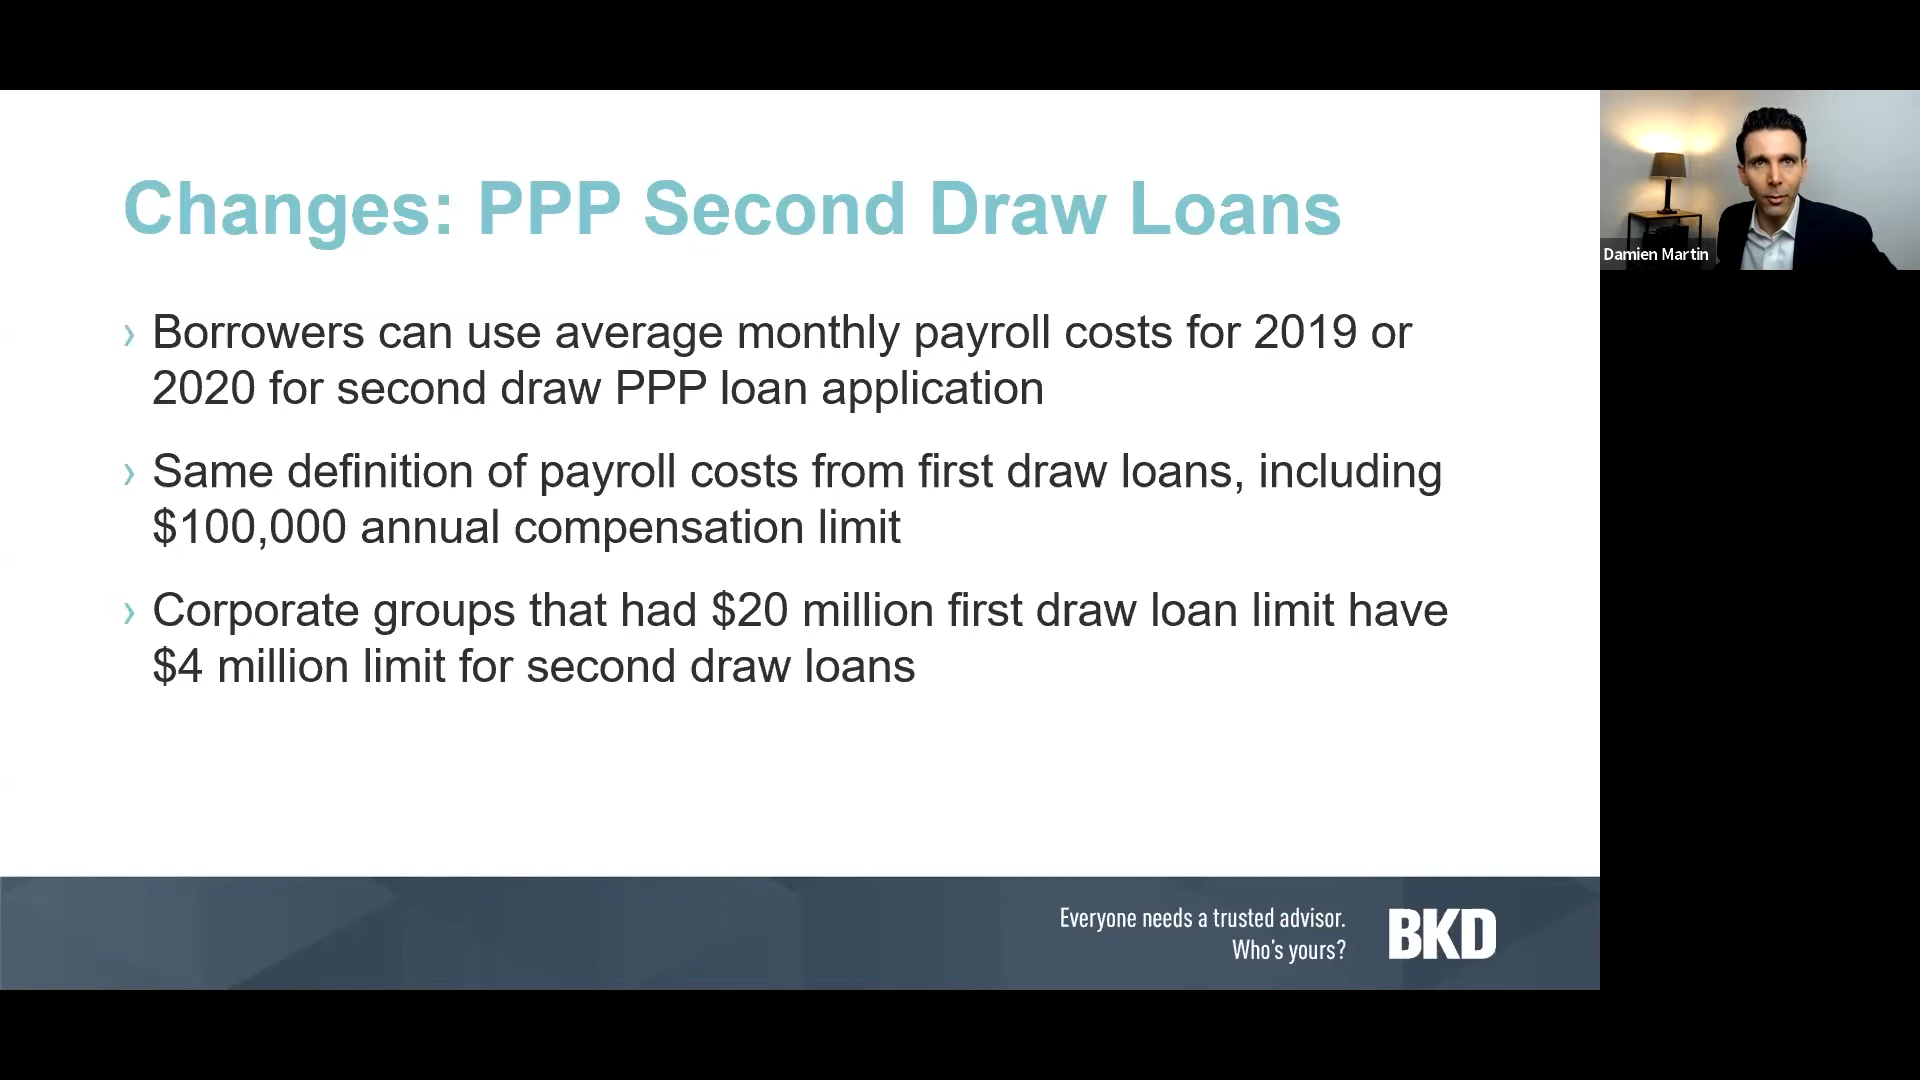 Changes: PPP Second Draw Loans
› Borrowers can use average monthly payroll costs for 2019 or
2020 for second draw PPP loan application
› Same definition of payroll costs from first draw loans, including
$100,000 annual compensation limit
› Corporate groups that had $20 million first draw loan limit have
$4 million limit for second draw loans
Everyone needs a trusted advisor.
Who's yours?
BKD
Damien Martin